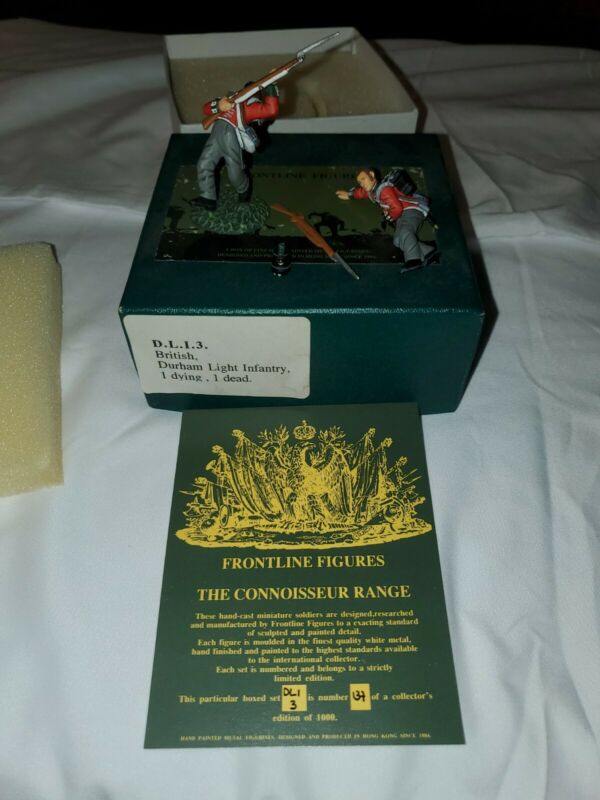 FRONTLINE FIGURES
D.L.I.3.
British,
Durham Light Infantry,
1 dying , 1 dead.
FRONTLINE FIGURES
THE CONNOISSEUR RANGE
These hand-cast miniature soldiers are designed,researched
and manufactured by Frontline Figures to a exacting standard
of sculpted and painted detail.
Each figure is moulded in the finest quality white metal,
hand finished and painted to the highest standards available
to the international collector.
Each set is numbered and belongs to a strictly
limited edition.
This particular boxed set DL1 3 is number 137 of a collector's
edition of 1000.
HAND PAINTED METAL FIGURINES. DESIGNED AND PRODUCED IN HONG KONG SINCE 1984.